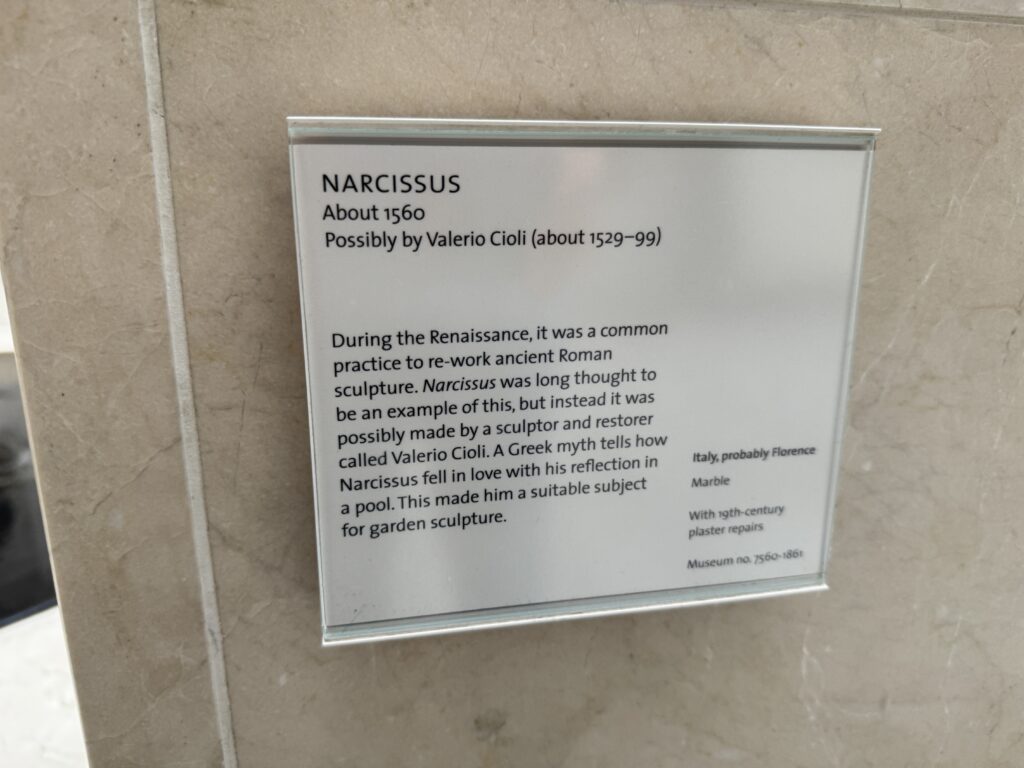 NARCISSUS
About 1560
Possibly by Valerio Cioli (about 1529–99)
During the Renaissance, it was a common
practice to re-work ancient Roman
sculpture. Narcissus was long thought to
be an example of this, but instead it was
possibly made by a sculptor and restorer
called Valerio Cioli. A Greek myth tells how
Narcissus fell in love with his reflection in
a pool. This made him a suitable subject
for garden sculpture.
Italy, probably Florence
Marble
With 19th-century
plaster repairs
Museum no. 7560-1861